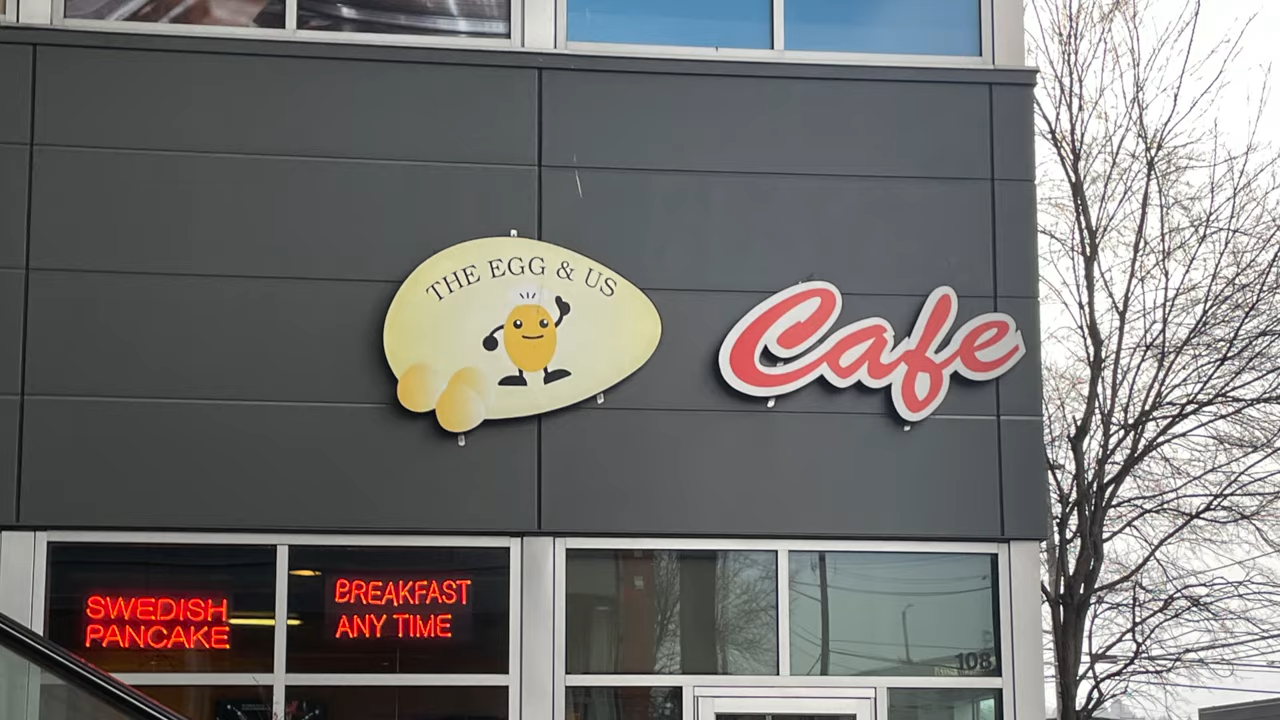 THE EGG & US
Cafe
SWEDISH
PANCAKE
BREAKFAST
ANY TIME
108